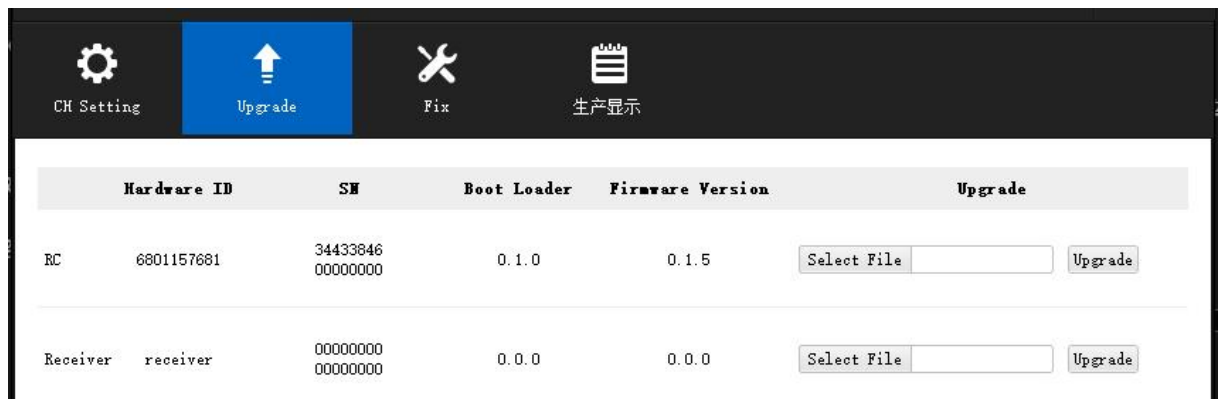 CH Setting Upgrade Fix 生产显示
Hardware ID SN Boot Loader Firmware Version Upgrade
RC 6801157681 34433846 00000000 0.1.0 0.1.5 Select File Upgrade
Receiver receiver 00000000 00000000 0.0.0 0.0.0 Select File Upgrade